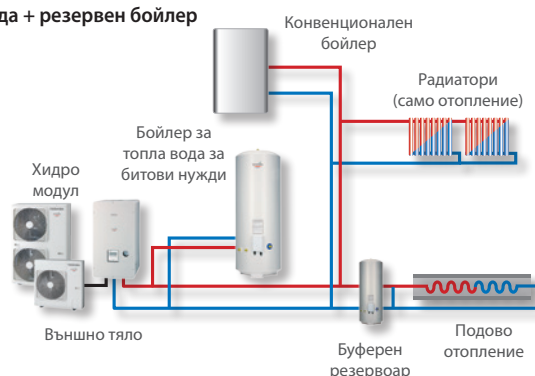 да + резервен бойлер
Конвенционален
бойлер
Радиатори
(само отопление)
Бойлер за
топла вода за
битови нужди
Хидро
модул
Външно тяло
Буферен
резервоар
Подово
отопление